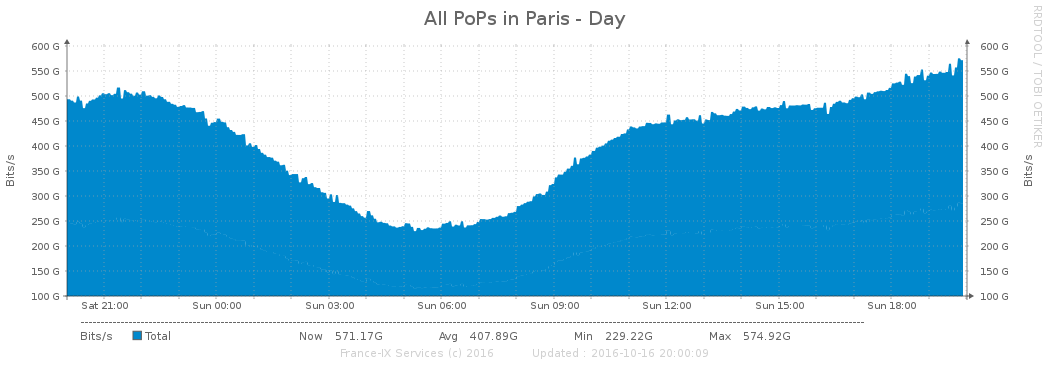 All PoPs in Paris - Day
RRDTOOL / TOBI OETIKER
600 G 600 G
550 G 550 G
500 G 500 G
450 G 450 G
400 G 400 G
350 G 350 G
300 G 300 G
250 G 250 G
200 G 200 G
150 G 150 G
100 G 100 G
Bits/s
Bits/s
Sat 21:00 Sun 00:00 Sun 03:00 Sun 06:00 Sun 09:00 Sun 12:00 Sun 15:00 Sun 18:00
Bits/s Total Now 571.17G Avg 407.89G Min 229.22G Max 574.92G
France-IX Services (c) 2016 Updated : 2016-10-16 20:00:09